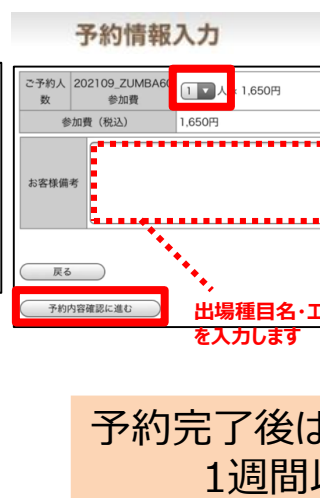 予約情報入力
ご予約人数 202109_ZUMBA60 参加費 1 人 x 1,650円
参加費（税込） 1,650円
お客様備考
戻る
予約内容確認に進む
出場種目名・エ
を入力します
予約完了後は
1週間以